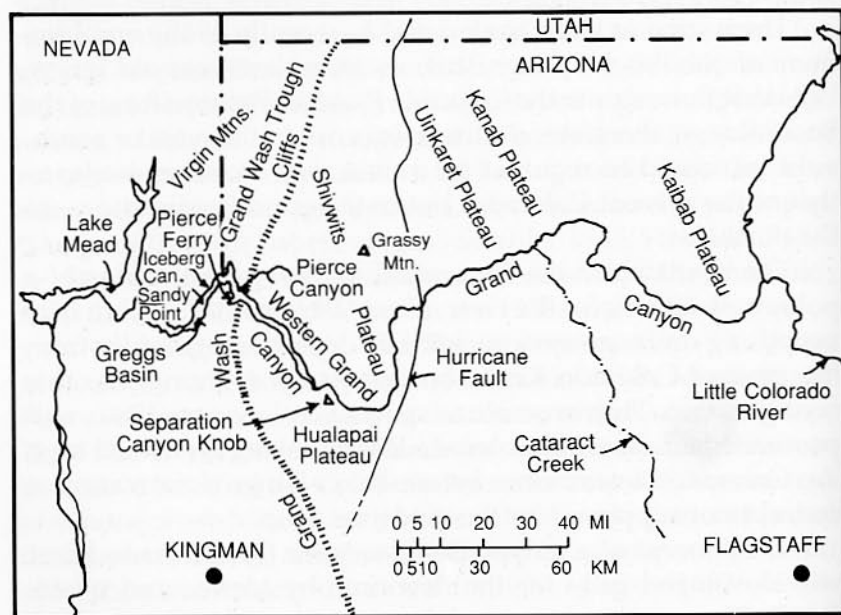 UTAH
NEVADA
ARIZONA
Virgin Mtns.
Grand Wash Trough
Cliffs
Shivwits
Plateau
Uinkaret Plateau
Kanab Plateau
Kaibab Plateau
Lake
Mead
Pierce
Ferry
Iceberg
Can.
Sandy
Point
Grassy
Mtn.
Pierce
Canyon
Grand
Canyon
Western Grand
Canyon
Wash
Greggs
Basin
Hurricane
Fault
Little Colorado
River
Separation
Canyon Knob
Hualapai
Plateau
Cataract
Creek
Grand
0 5 10 20 30 40 MI
0 510 30 60 KM
KINGMAN
FLAGSTAFF